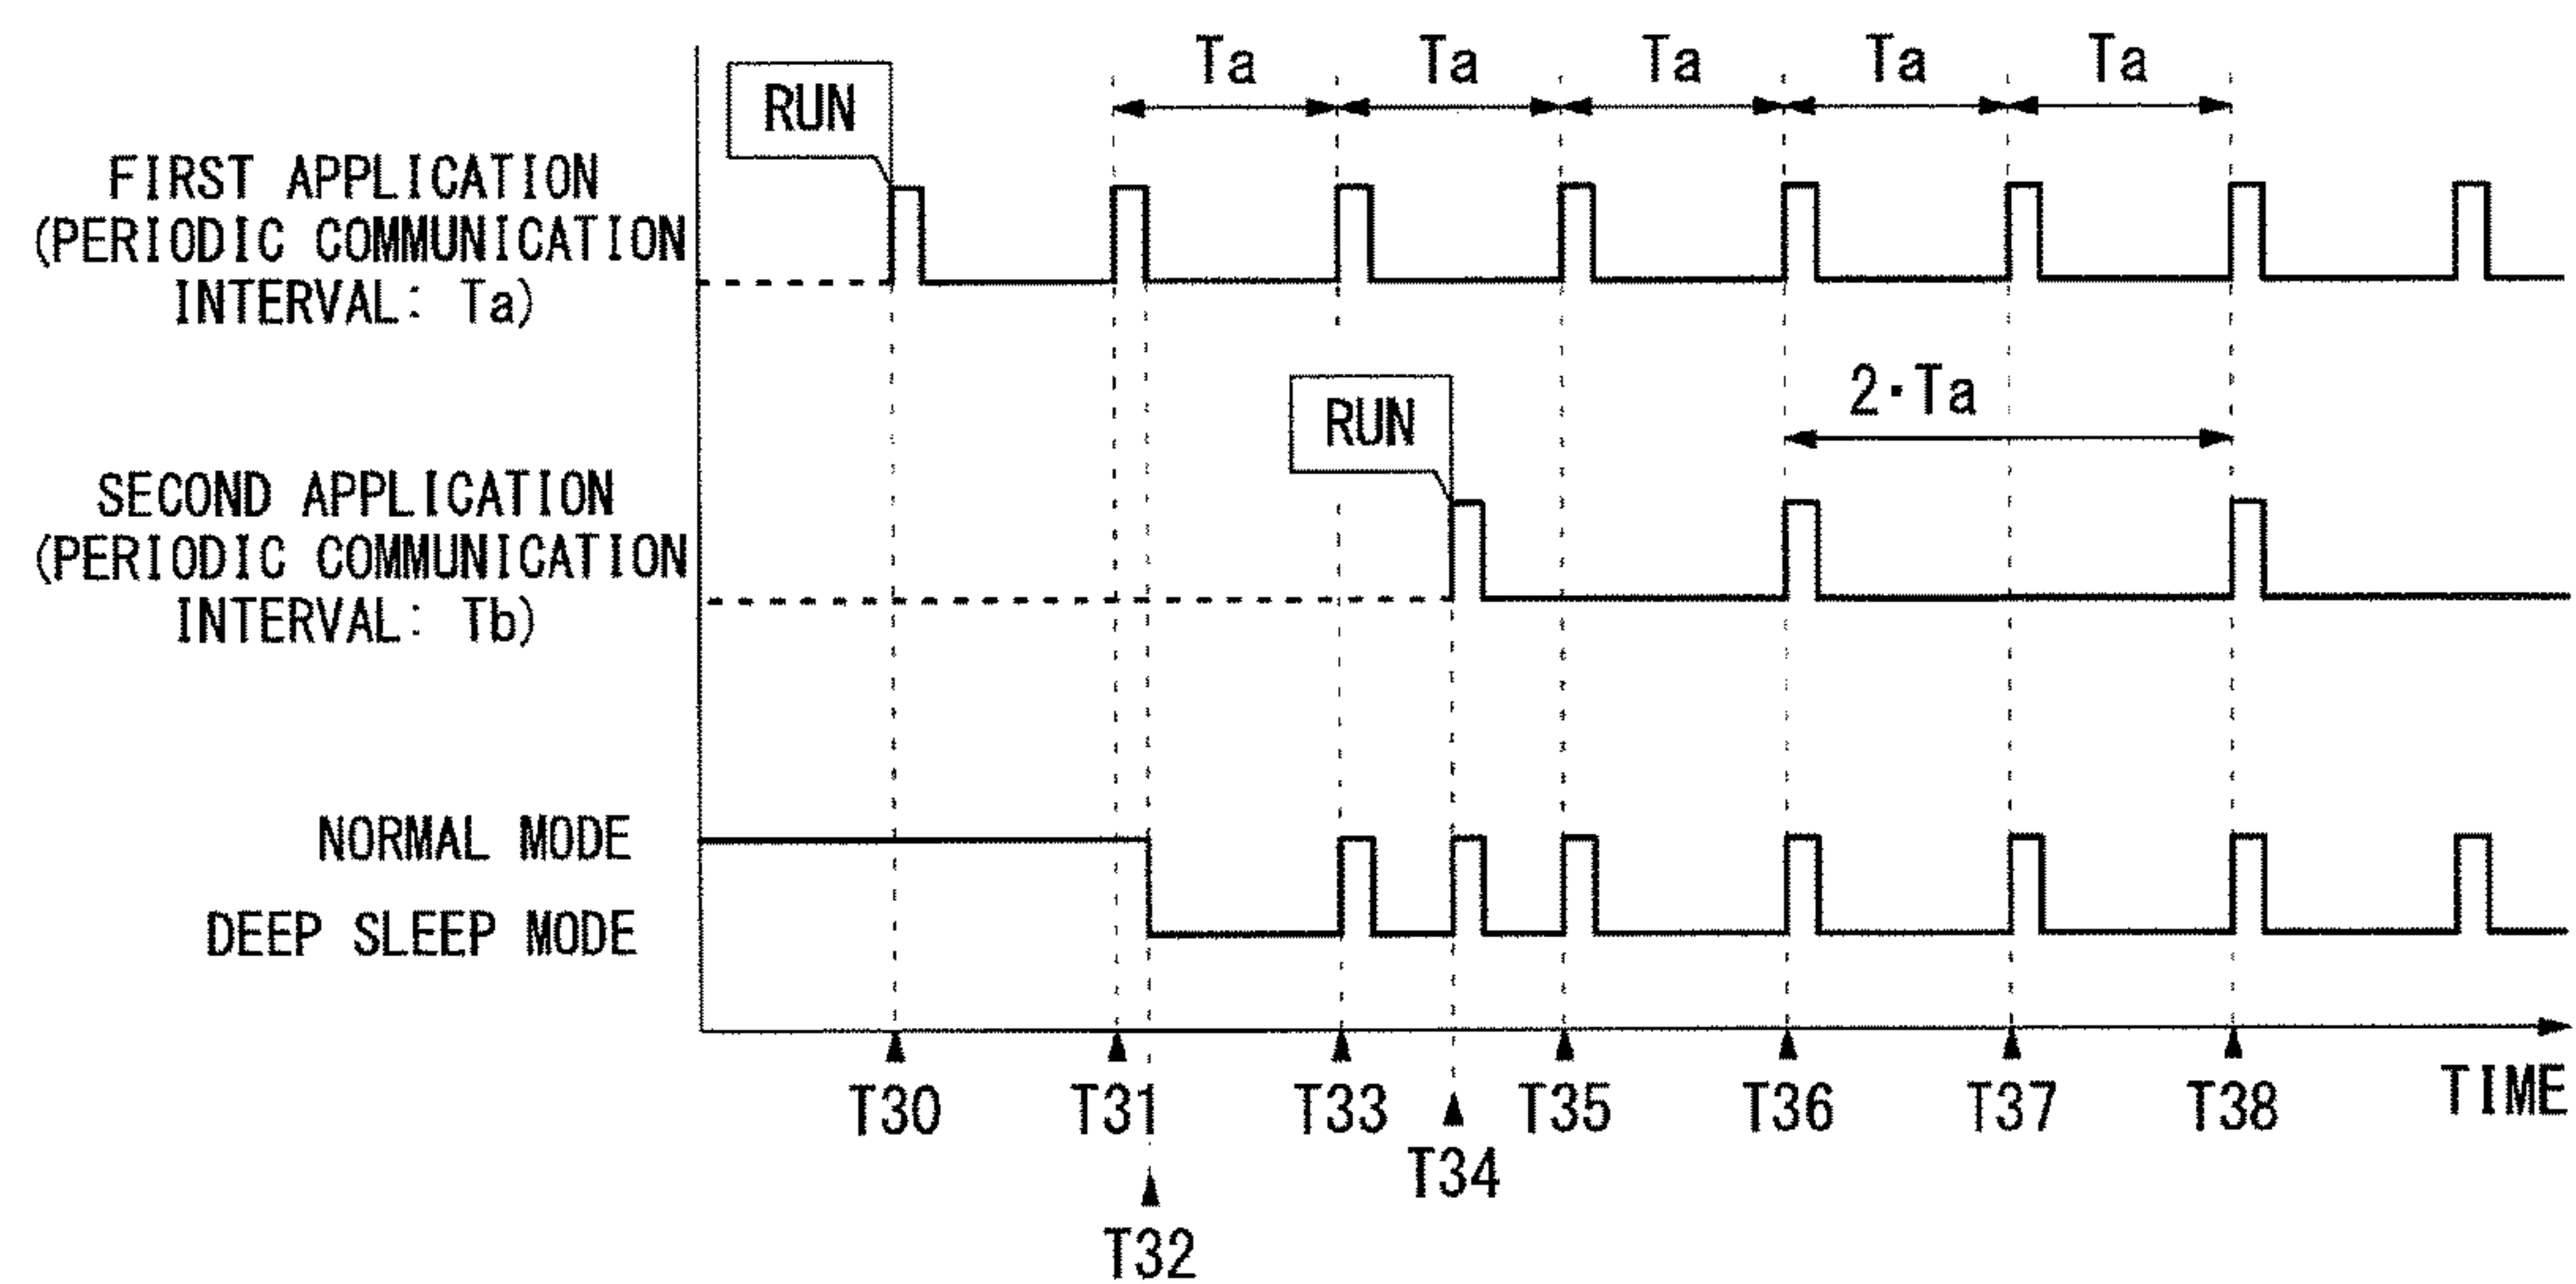 Ta Ta Ta Ta Ta
RUN
FIRST APPLICATION
(PERIODIC COMMUNICATION
INTERVAL: Ta)
2·Ta
RUN
SECOND APPLICATION
(PERIODIC COMMUNICATION
INTERVAL: Tb)
NORMAL MODE
DEEP SLEEP MODE
T30 T31 T33 T35 T36 T37 T38 TIME
T34
T32